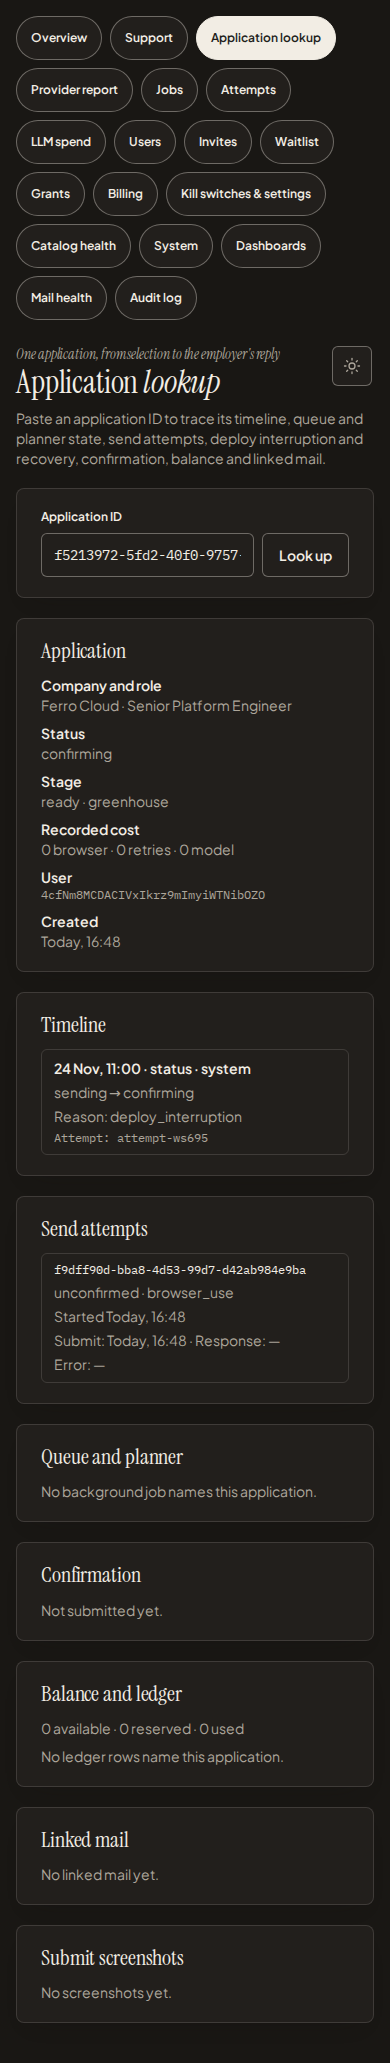 Overview
Support
Application lookup
Provider report
Jobs
Attempts
LLM spend
Users
Invites
Waitlist
Grants
Billing
Kill switches & settings
Catalog health
System
Dashboards
Mail health
Audit log
One application, from selection to the employer's reply
Application lookup
Paste an application ID to trace its timeline, queue and
planner state, send attempts, deploy interruption and
recovery, confirmation, balance and linked mail.
Application ID
f5213972-5fd2-40f0-9757-
Look up
Application
Company and role
Ferro Cloud · Senior Platform Engineer
Status
confirming
Stage
ready · greenhouse
Recorded cost
0 browser · 0 retries · 0 model
User
4cfNm8MCDACIVxIkrz9mImyiWTNibOZO
Created
Today, 16:48
Timeline
24 Nov, 11:00 · status · system
sending → confirming
Reason: deploy_interruption
Attempt: attempt-ws695
Send attempts
f9dff90d-bba8-4d53-99d7-d42ab984e9ba
unconfirmed · browser_use
Started Today, 16:48
Submit: Today, 16:48 · Response: —
Error: —
Queue and planner
No background job names this application.
Confirmation
Not submitted yet.
Balance and ledger
0 available · 0 reserved · 0 used
No ledger rows name this application.
Linked mail
No linked mail yet.
Submit screenshots
No screenshots yet.